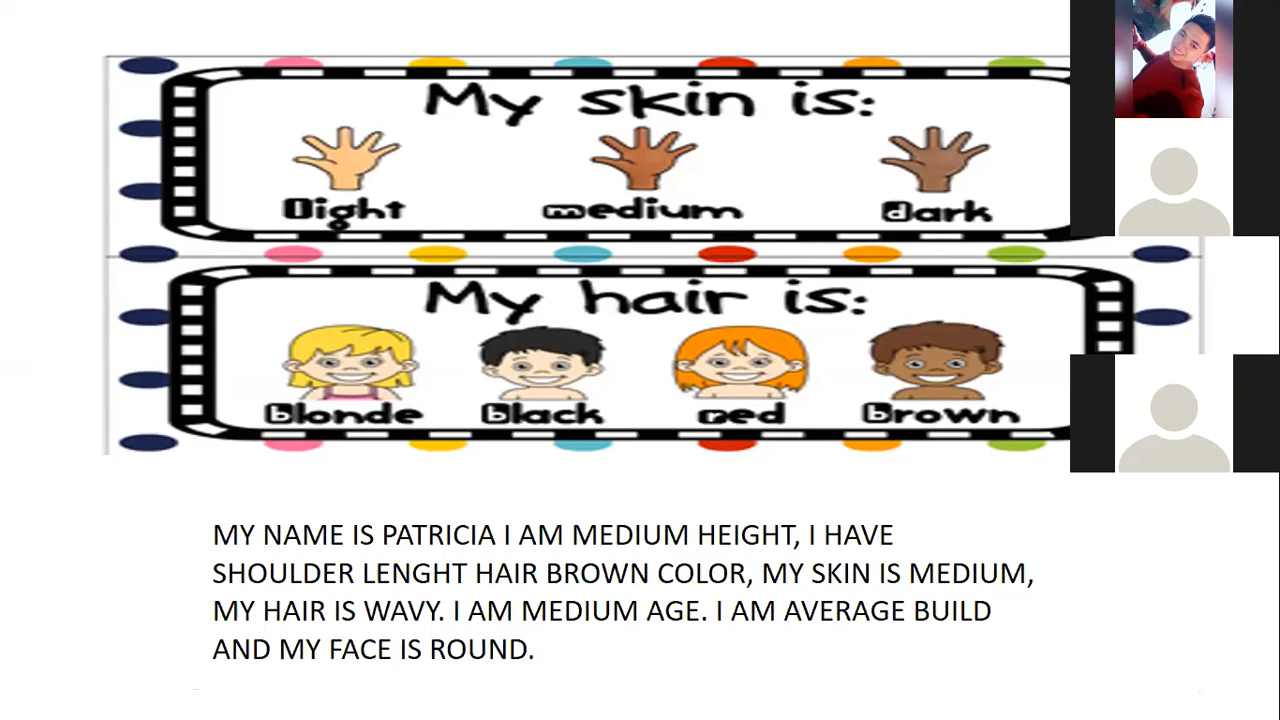 My skin is:
light medium dark
My hair is:
blonde black red brown
MY NAME IS PATRICIA I AM MEDIUM HEIGHT, I HAVE
SHOULDER LENGHT HAIR BROWN COLOR, MY SKIN IS MEDIUM,
MY HAIR IS WAVY. I AM MEDIUM AGE. I AM AVERAGE BUILD
AND MY FACE IS ROUND.